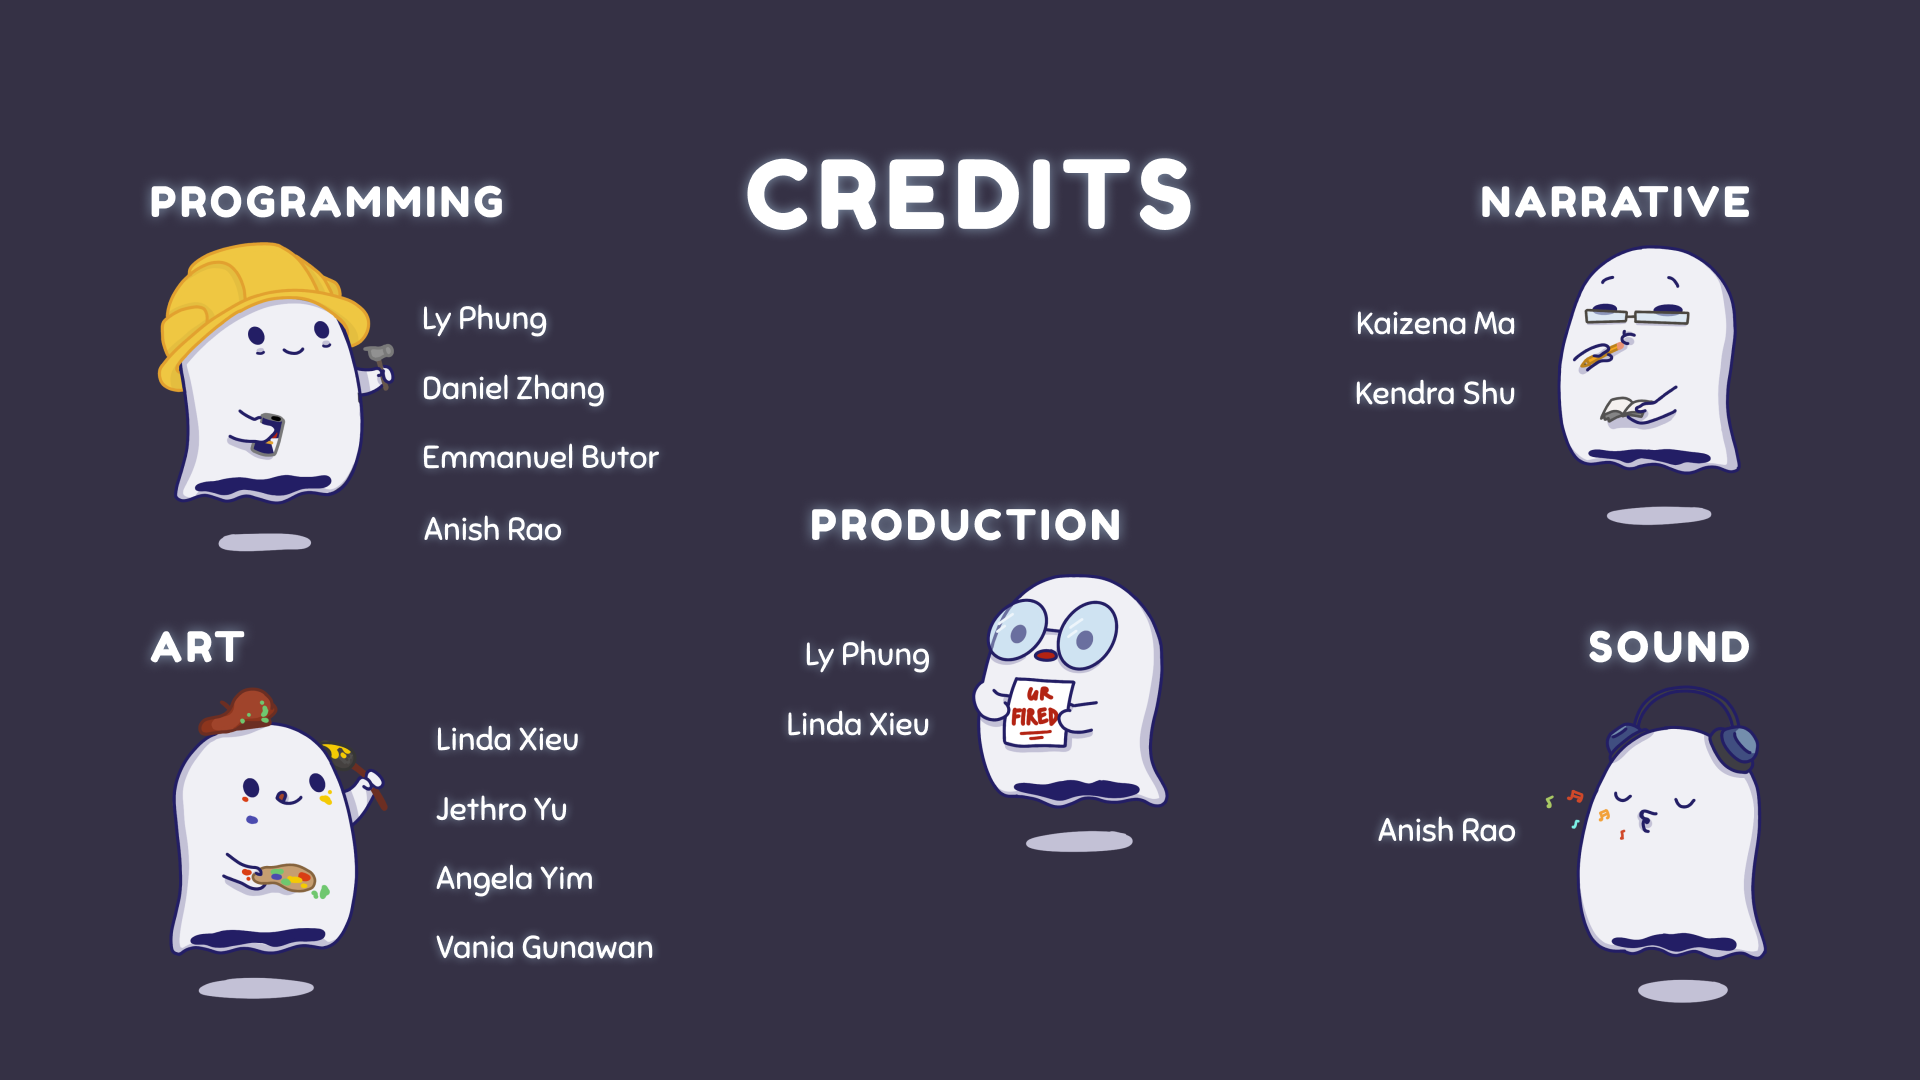 CREDITS
PROGRAMMING
Ly Phung
Daniel Zhang
Emmanuel Butor
Anish Rao
ART
Linda Xieu
Jethro Yu
Angela Yim
Vania Gunawan
PRODUCTION
Ly Phung
Linda Xieu
UR
FIRED
NARRATIVE
Kaizena Ma
Kendra Shu
SOUND
Anish Rao